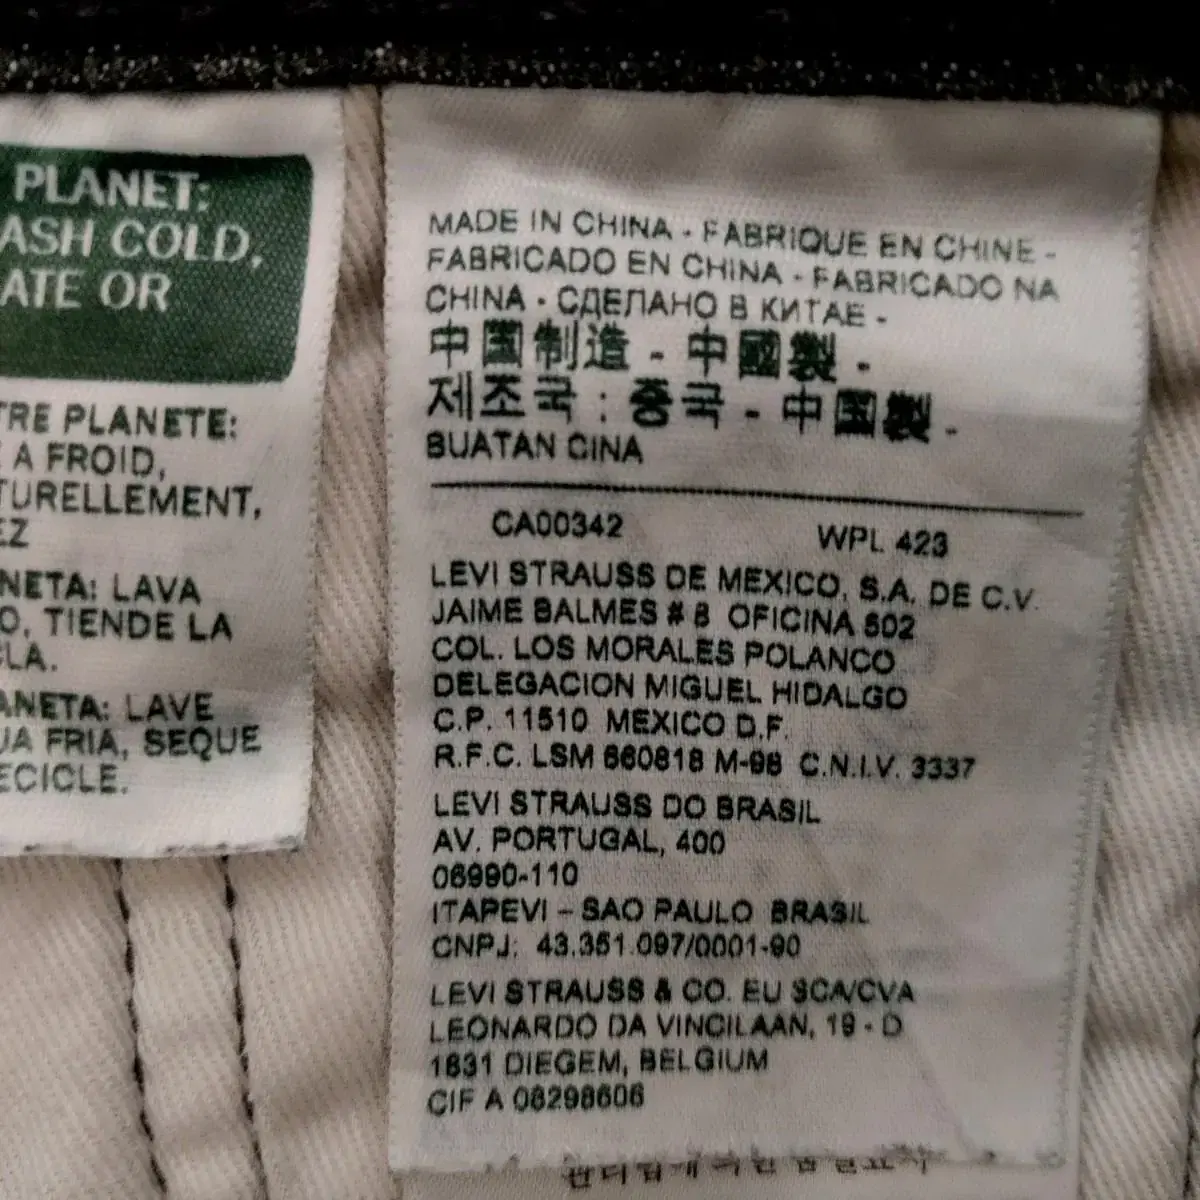 PLANET:
ASH COLD,
ATE OR
TRE PLANETE:
A FROID,
TURELLEMENT,
EZ
NETA: LAVA
O, TIENDE LA
LA.
ANETA: LAVE
UA FRIA, SEQUE
ECICLE.
MADE IN CHINA - FABRIQUE EN CHINE -
FABRICADO EN CHINA - FABRICADO NA
CHINA - СДЕЛАНО В КИТАЕ -
中国制造 - 中國製 -
제조국 : 중국 - 中国製 -
BUATAN CINA
CA00342 WPL 423
LEVI STRAUSS DE MEXICO, S.A. DE C.V.
JAIME BALMES # 8 OFICINA 602
COL. LOS MORALES POLANCO
DELEGACION MIGUEL HIDALGO
C.P. 11510 MEXICO D.F.
R.F.C. LSM 660818 M-98 C.N.I.V. 3337
LEVI STRAUSS DO BRASIL
AV. PORTUGAL, 400
06990-110
ITAPEVI - SAO PAULO BRASIL
CNPJ: 43.351.097/0001-90
LEVI STRAUSS & CO. EU SCA/CVA
LEONARDO DA VINCILAAN, 19 - D
1831 DIEGEM, BELGIUM
CIF A 08298606